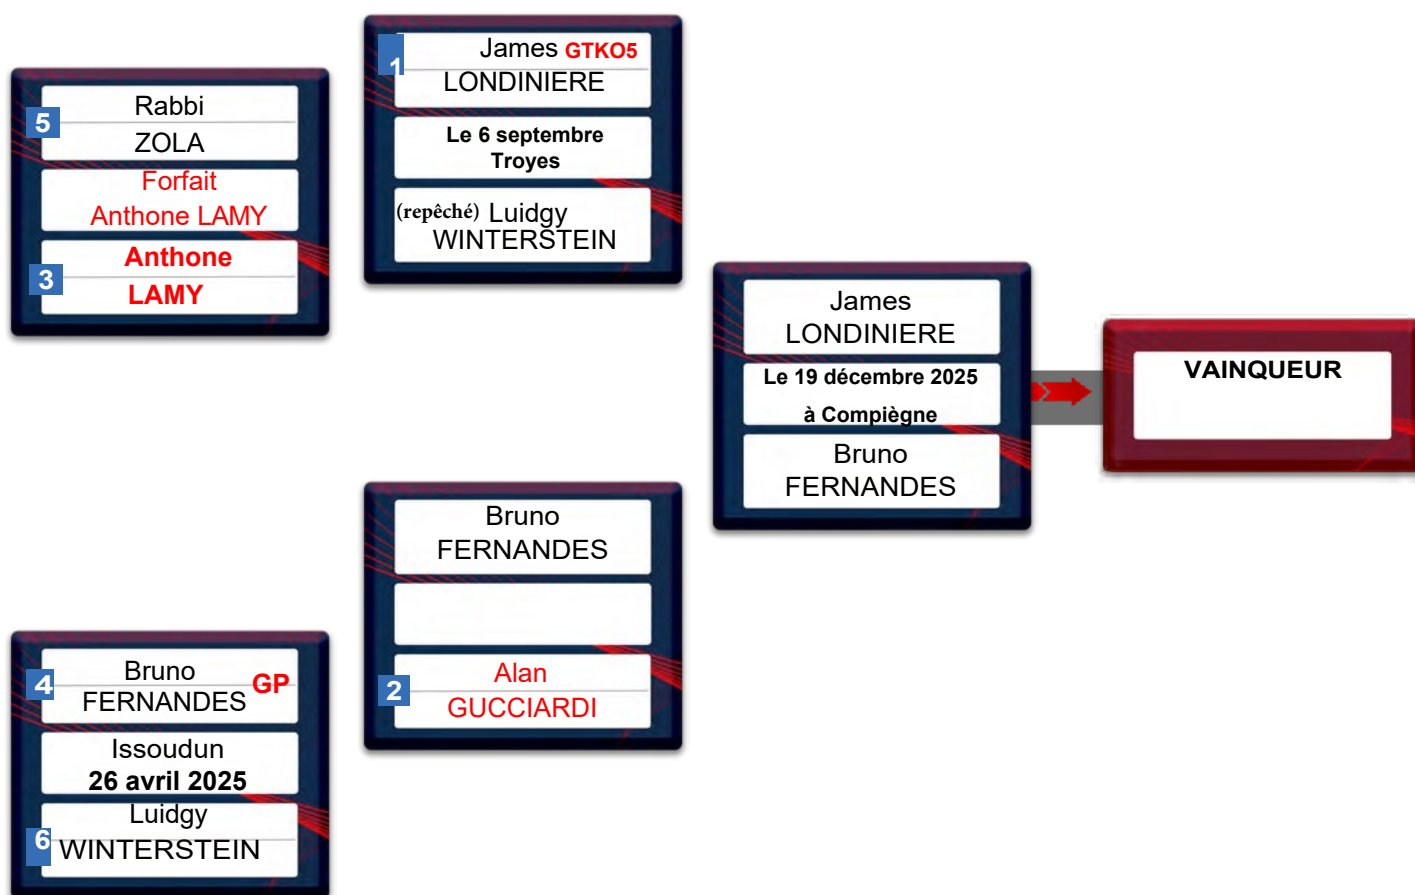 5
Rabbi
ZOLA
Forfait
Anthone LAMY
3
Anthone
LAMY
1
James GTKO5
LONDINIERE
Le 6 septembre
Troyes
(repêché) Luidgy
WINTERSTEIN
James
LONDINIERE
Le 19 décembre 2025
à Compiègne
Bruno
FERNANDES
VAINQUEUR
Bruno
FERNANDES
2
Alan
GUCCIARDI
4
Bruno
FERNANDES GP
Issoudun
26 avril 2025
6
Luidgy
WINTERSTEIN